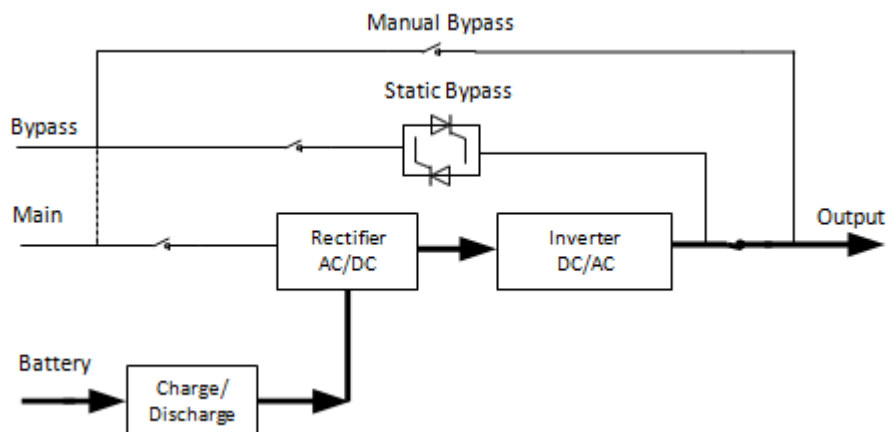 Manual Bypass
Static Bypass
Bypass
Main
Output
Rectifier
AC/DC
Inverter
DC/AC
Battery
Charge/
Discharge